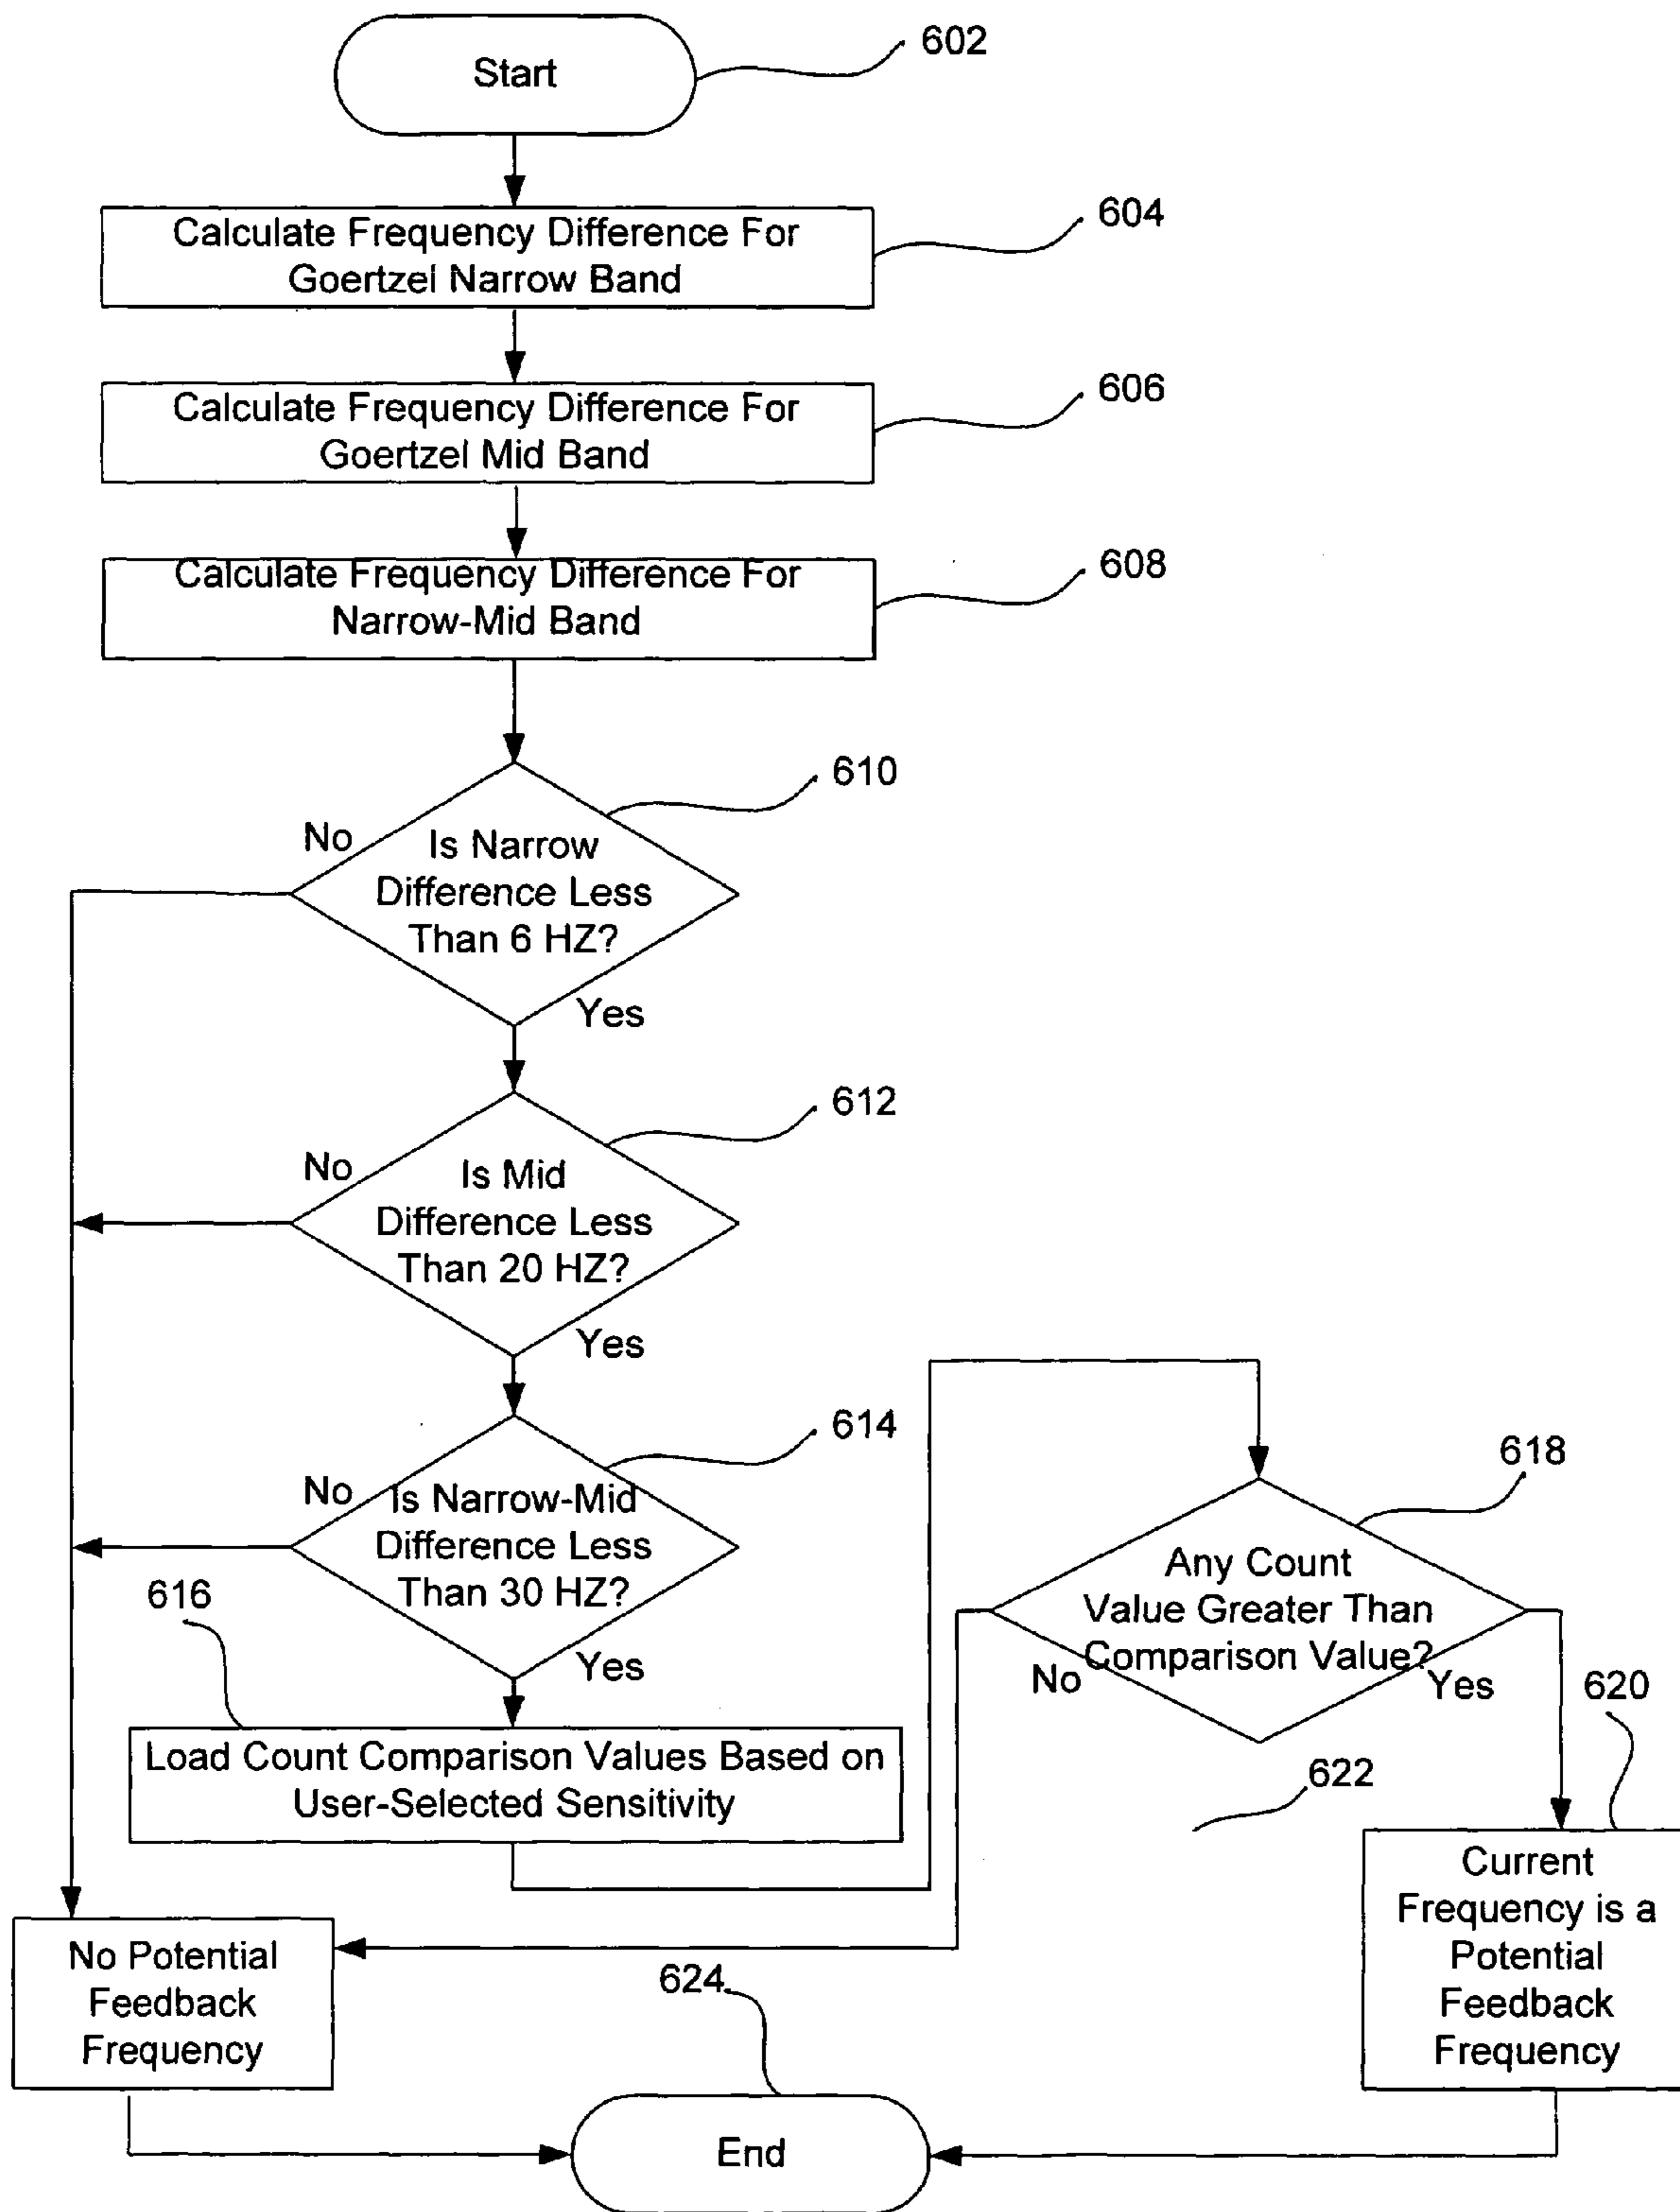 Start
602
Calculate Frequency Difference For
Goertzel Narrow Band
604
Calculate Frequency Difference For
Goertzel Mid Band
606
Calculate Frequency Difference For
Narrow-Mid Band
608
610
No
Is Narrow
Difference Less
Than 6 HZ?
Yes
612
No
Is Mid
Difference Less
Than 20 HZ?
Yes
614
No
Is Narrow-Mid
Difference Less
Than 30 HZ?
Yes
616
Load Count Comparison Values Based on
User-Selected Sensitivity
618
Any Count
Value Greater Than
Comparison Value?
No
Yes
620
622
Current
Frequency is a
Potential
Feedback
Frequency
No Potential
Feedback
Frequency
624
End